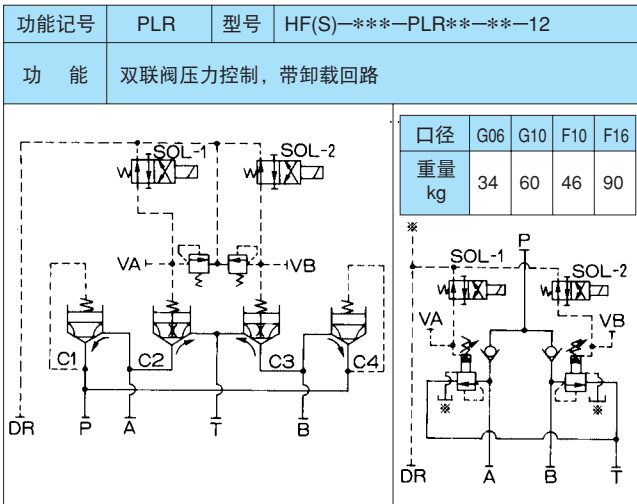 功能记号 PLR 型号 HF(S)—***—PLR**—**—12
功 能 双联阀压力控制，带卸载回路
SOL-1 SOL-2
VA VB
C1 C2 C3 C4
DR P A T B
口径 G06 G10 F10 F16
重量 kg 34 60 46 90
※ P
SOL-1 SOL-2
VA VB
※ ※
DR A B T